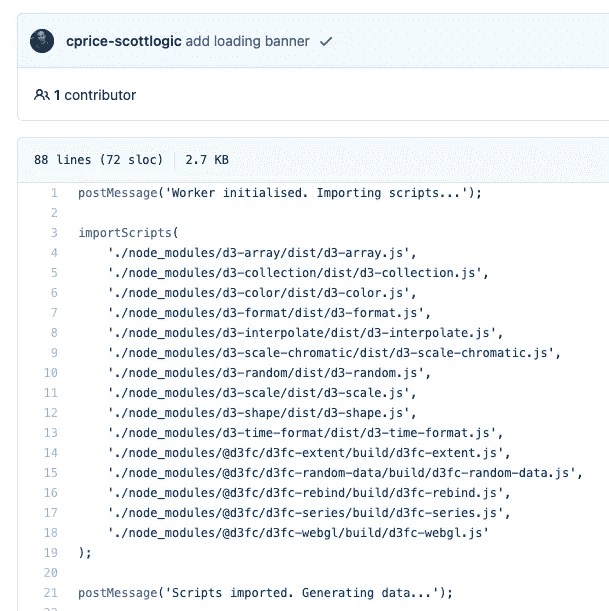 cprice-scottlogic add loading banner
1 contributor
88 lines (72 sloc) 2.7 KB
1 postMessage('Worker initialised. Importing scripts...');
2
3 importScripts(
4 './node_modules/d3-array/dist/d3-array.js',
5 './node_modules/d3-collection/dist/d3-collection.js',
6 './node_modules/d3-color/dist/d3-color.js',
7 './node_modules/d3-format/dist/d3-format.js',
8 './node_modules/d3-interpolate/dist/d3-interpolate.js',
9 './node_modules/d3-scale-chromatic/dist/d3-scale-chromatic.js',
10 './node_modules/d3-random/dist/d3-random.js',
11 './node_modules/d3-scale/dist/d3-scale.js',
12 './node_modules/d3-shape/dist/d3-shape.js',
13 './node_modules/d3-time-format/dist/d3-time-format.js',
14 './node_modules/@d3fc/d3fc-extent/build/d3fc-extent.js',
15 './node_modules/@d3fc/d3fc-random-data/build/d3fc-random-data.js',
16 './node_modules/@d3fc/d3fc-rebind/build/d3fc-rebind.js',
17 './node_modules/@d3fc/d3fc-series/build/d3fc-series.js',
18 './node_modules/@d3fc/d3fc-webgl/build/d3fc-webgl.js'
19 );
20
21 postMessage('Scripts imported. Generating data...');